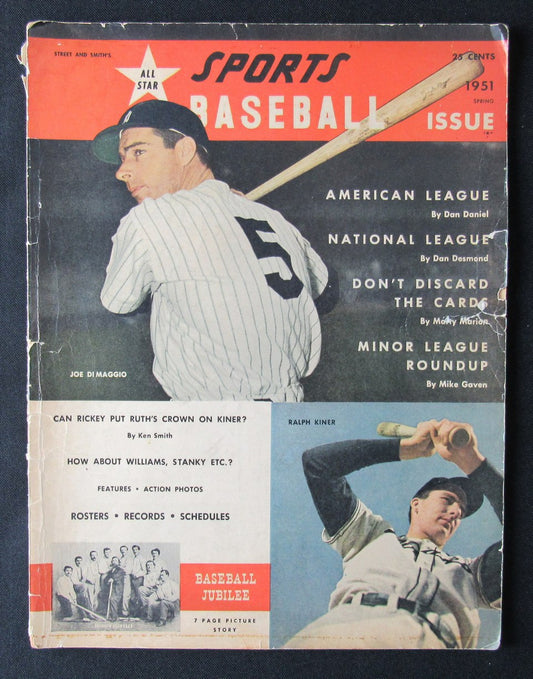 STREET AND SMITH'S
ALL
STAR
SPORTS
BASEBALL
25 CENTS
1951
SPRING
ISSUE
5
AMERICAN LEAGUE
By Dan Daniel
NATIONAL LEAGUE
By Dan Desmond
DON'T DISCARD
THE CARDS
By Marty Marion
MINOR LEAGUE
ROUNDUP
By Mike Gaven
JOE DI MAGGIO
CAN RICKEY PUT RUTH'S CROWN ON KINER?
By Ken Smith
HOW ABOUT WILLIAMS, STANKY ETC.?
FEATURES • ACTION PHOTOS
ROSTERS • RECORDS • SCHEDULES
BASEBALL
JUBILEE
7 PAGE PICTURE
STORY
RALPH KINER